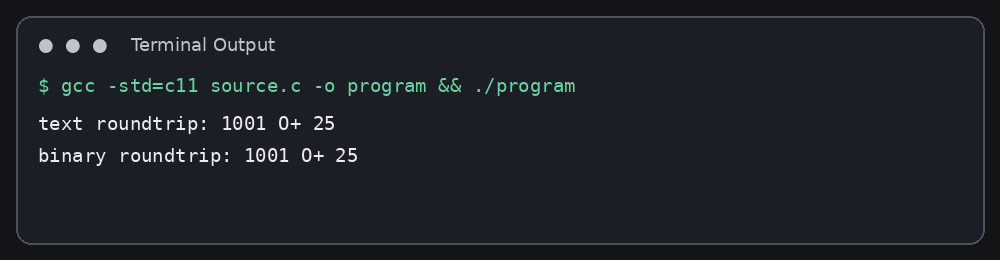 Terminal Output
$ gcc -std=c11 source.c -o program && ./program
text roundtrip: 1001 O+ 25
binary roundtrip: 1001 O+ 25